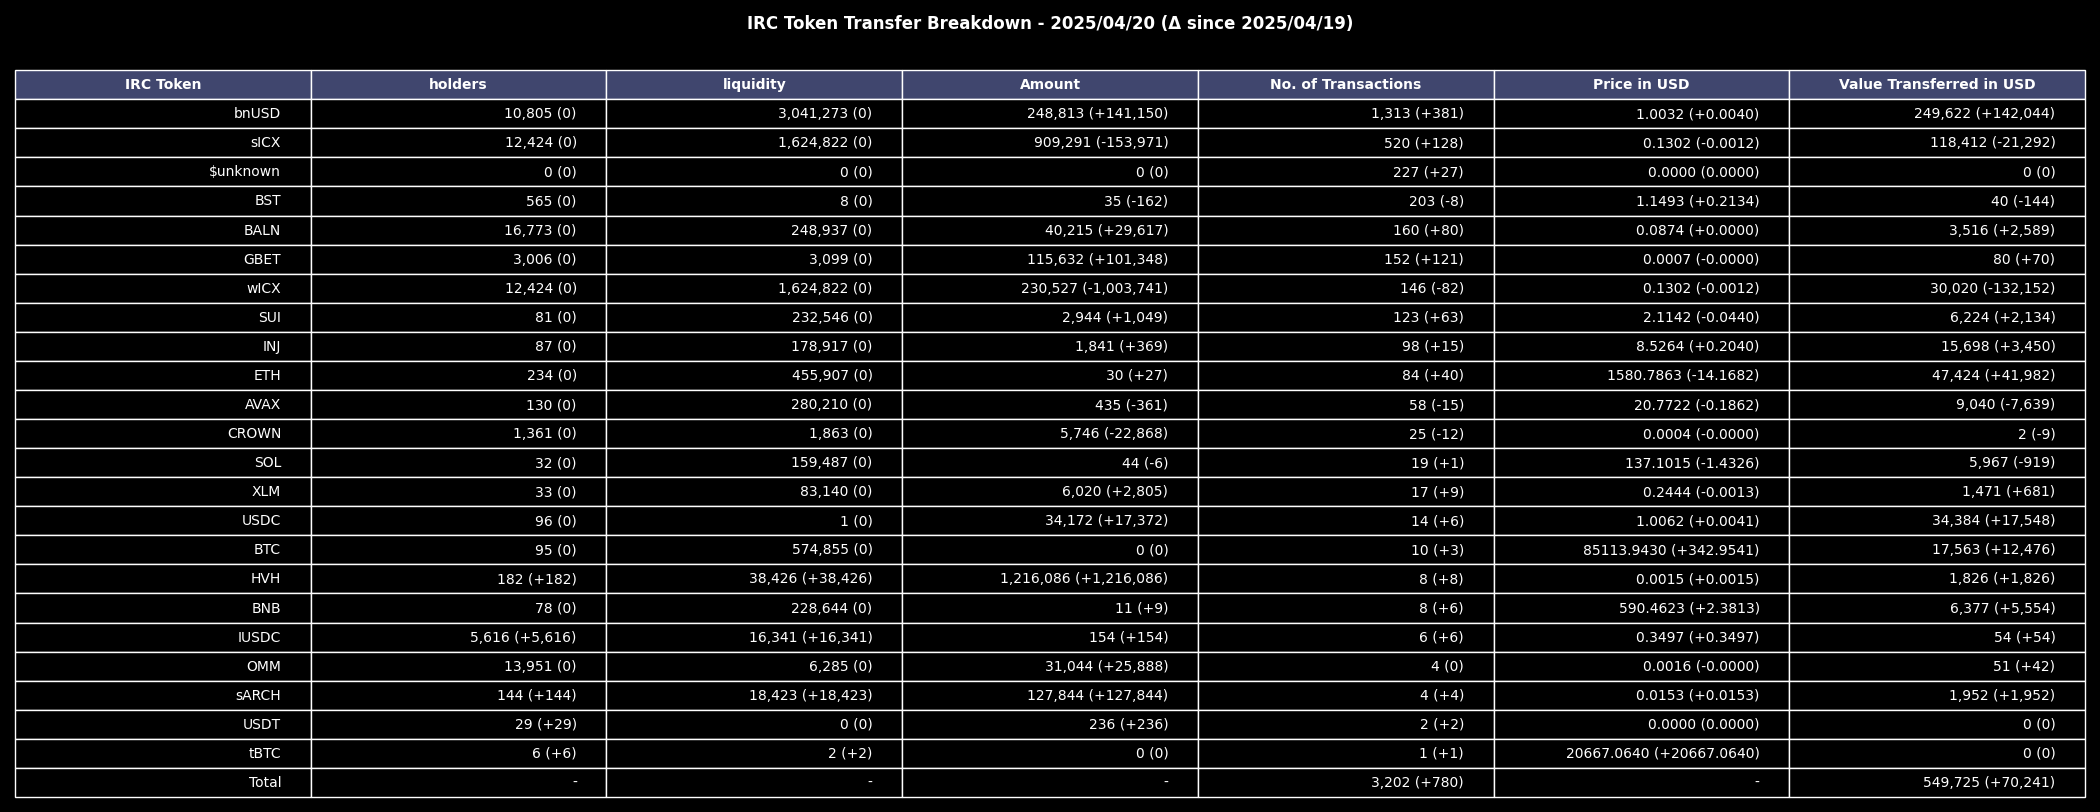 IRC Token Transfer Breakdown - 2025/04/20 (Δ since 2025/04/19)
IRC Token holders liquidity Amount No. of Transactions Price in USD Value Transferred in USD
bnUSD 10,805 (0) 3,041,273 (0) 248,813 (+141,150) 1,313 (+381) 1.0032 (+0.0040) 249,622 (+142,044)
sICX 12,424 (0) 1,624,822 (0) 909,291 (-153,971) 520 (+128) 0.1302 (-0.0012) 118,412 (-21,292)
$unknown 0 (0) 0 (0) 0 (0) 227 (+27) 0.0000 (0.0000) 0 (0)
BST 565 (0) 8 (0) 35 (-162) 203 (-8) 1.1493 (+0.2134) 40 (-144)
BALN 16,773 (0) 248,937 (0) 40,215 (+29,617) 160 (+80) 0.0874 (+0.0000) 3,516 (+2,589)
GBET 3,006 (0) 3,099 (0) 115,632 (+101,348) 152 (+121) 0.0007 (-0.0000) 80 (+70)
wICX 12,424 (0) 1,624,822 (0) 230,527 (-1,003,741) 146 (-82) 0.1302 (-0.0012) 30,020 (-132,152)
SUI 81 (0) 232,546 (0) 2,944 (+1,049) 123 (+63) 2.1142 (-0.0440) 6,224 (+2,134)
INJ 87 (0) 178,917 (0) 1,841 (+369) 98 (+15) 8.5264 (+0.2040) 15,698 (+3,450)
ETH 234 (0) 455,907 (0) 30 (+27) 84 (+40) 1580.7863 (-14.1682) 47,424 (+41,982)
AVAX 130 (0) 280,210 (0) 435 (-361) 58 (-15) 20.7722 (-0.1862) 9,040 (-7,639)
CROWN 1,361 (0) 1,863 (0) 5,746 (-22,868) 25 (-12) 0.0004 (-0.0000) 2 (-9)
SOL 32 (0) 159,487 (0) 44 (-6) 19 (+1) 137.1015 (-1.4326) 5,967 (-919)
XLM 33 (0) 83,140 (0) 6,020 (+2,805) 17 (+9) 0.2444 (-0.0013) 1,471 (+681)
USDC 96 (0) 1 (0) 34,172 (+17,372) 14 (+6) 1.0062 (+0.0041) 34,384 (+17,548)
BTC 95 (0) 574,855 (0) 0 (0) 10 (+3) 85113.9430 (+342.9541) 17,563 (+12,476)
HVH 182 (+182) 38,426 (+38,426) 1,216,086 (+1,216,086) 8 (+8) 0.0015 (+0.0015) 1,826 (+1,826)
BNB 78 (0) 228,644 (0) 11 (+9) 8 (+6) 590.4623 (+2.3813) 6,377 (+5,554)
IUSDC 5,616 (+5,616) 16,341 (+16,341) 154 (+154) 6 (+6) 0.3497 (+0.3497) 54 (+54)
OMM 13,951 (0) 6,285 (0) 31,044 (+25,888) 4 (0) 0.0016 (-0.0000) 51 (+42)
sARCH 144 (+144) 18,423 (+18,423) 127,844 (+127,844) 4 (+4) 0.0153 (+0.0153) 1,952 (+1,952)
USDT 29 (+29) 0 (0) 236 (+236) 2 (+2) 0.0000 (0.0000) 0 (0)
tBTC 6 (+6) 2 (+2) 0 (0) 1 (+1) 20667.0640 (+20667.0640) 0 (0)
Total - - - 3,202 (+780) - 549,725 (+70,241)